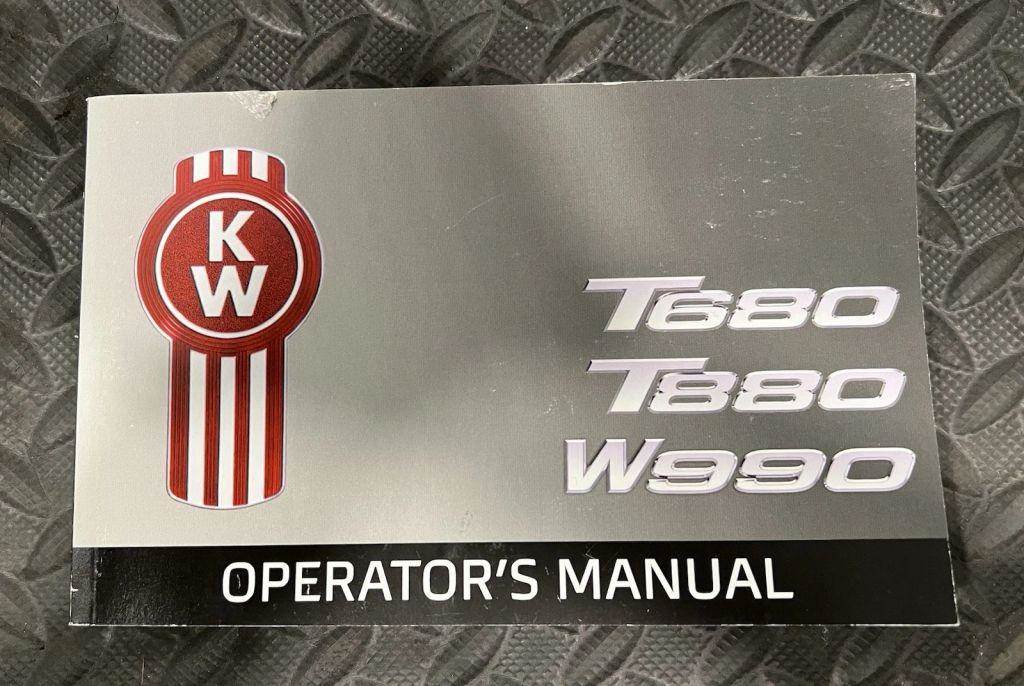 K
W
T680
T880
W990
OPERATOR'S MANUAL